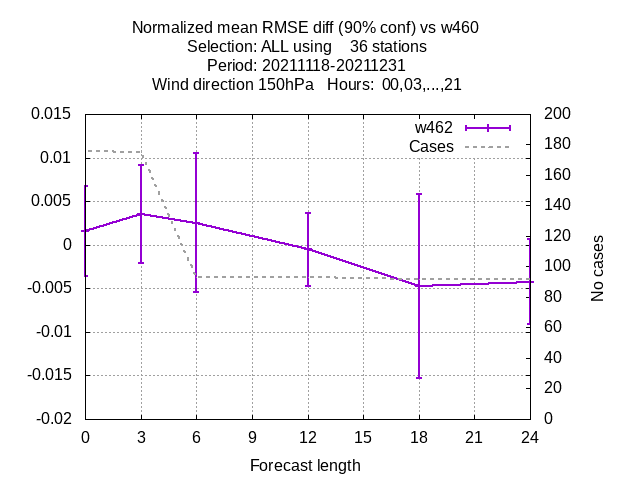 Normalized mean RMSE diff (90% conf) vs w460
Selection: ALL using    36 stations
Period: 20211118-20211231
Wind direction 150hPa   Hours:  00,03,...,21
w462
Cases
0.015
0.01
0.005
0
-0.005
-0.01
-0.015
-0.02
200
180
160
140
120
100
80
60
40
20
0
No cases
0 3 6 9 12 15 18 21 24
Forecast length